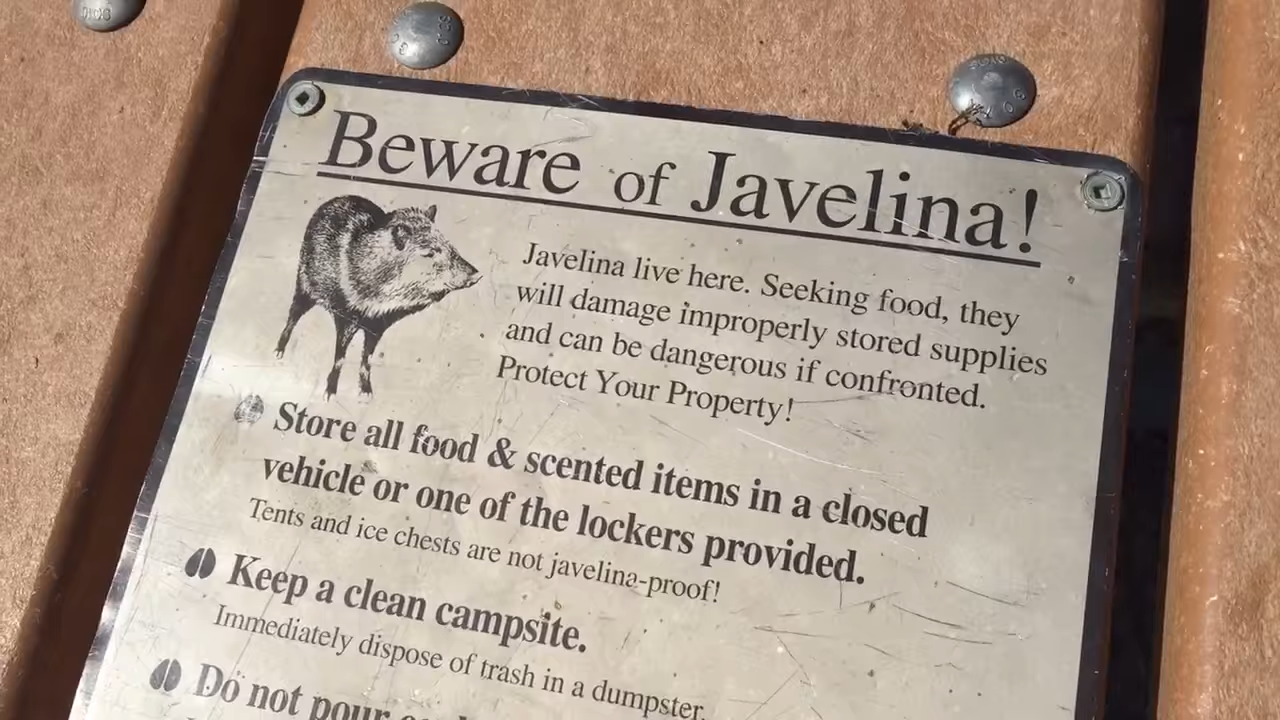 Beware of Javelina!
Javelina live here. Seeking food, they
will damage improperly stored supplies
and can be dangerous if confronted.
Protect Your Property!
Store all food & scented items in a closed
vehicle or one of the lockers provided.
Tents and ice chests are not javelina-proof!
Keep a clean campsite.
Immediately dispose of trash in a dumpster.
Do not pour